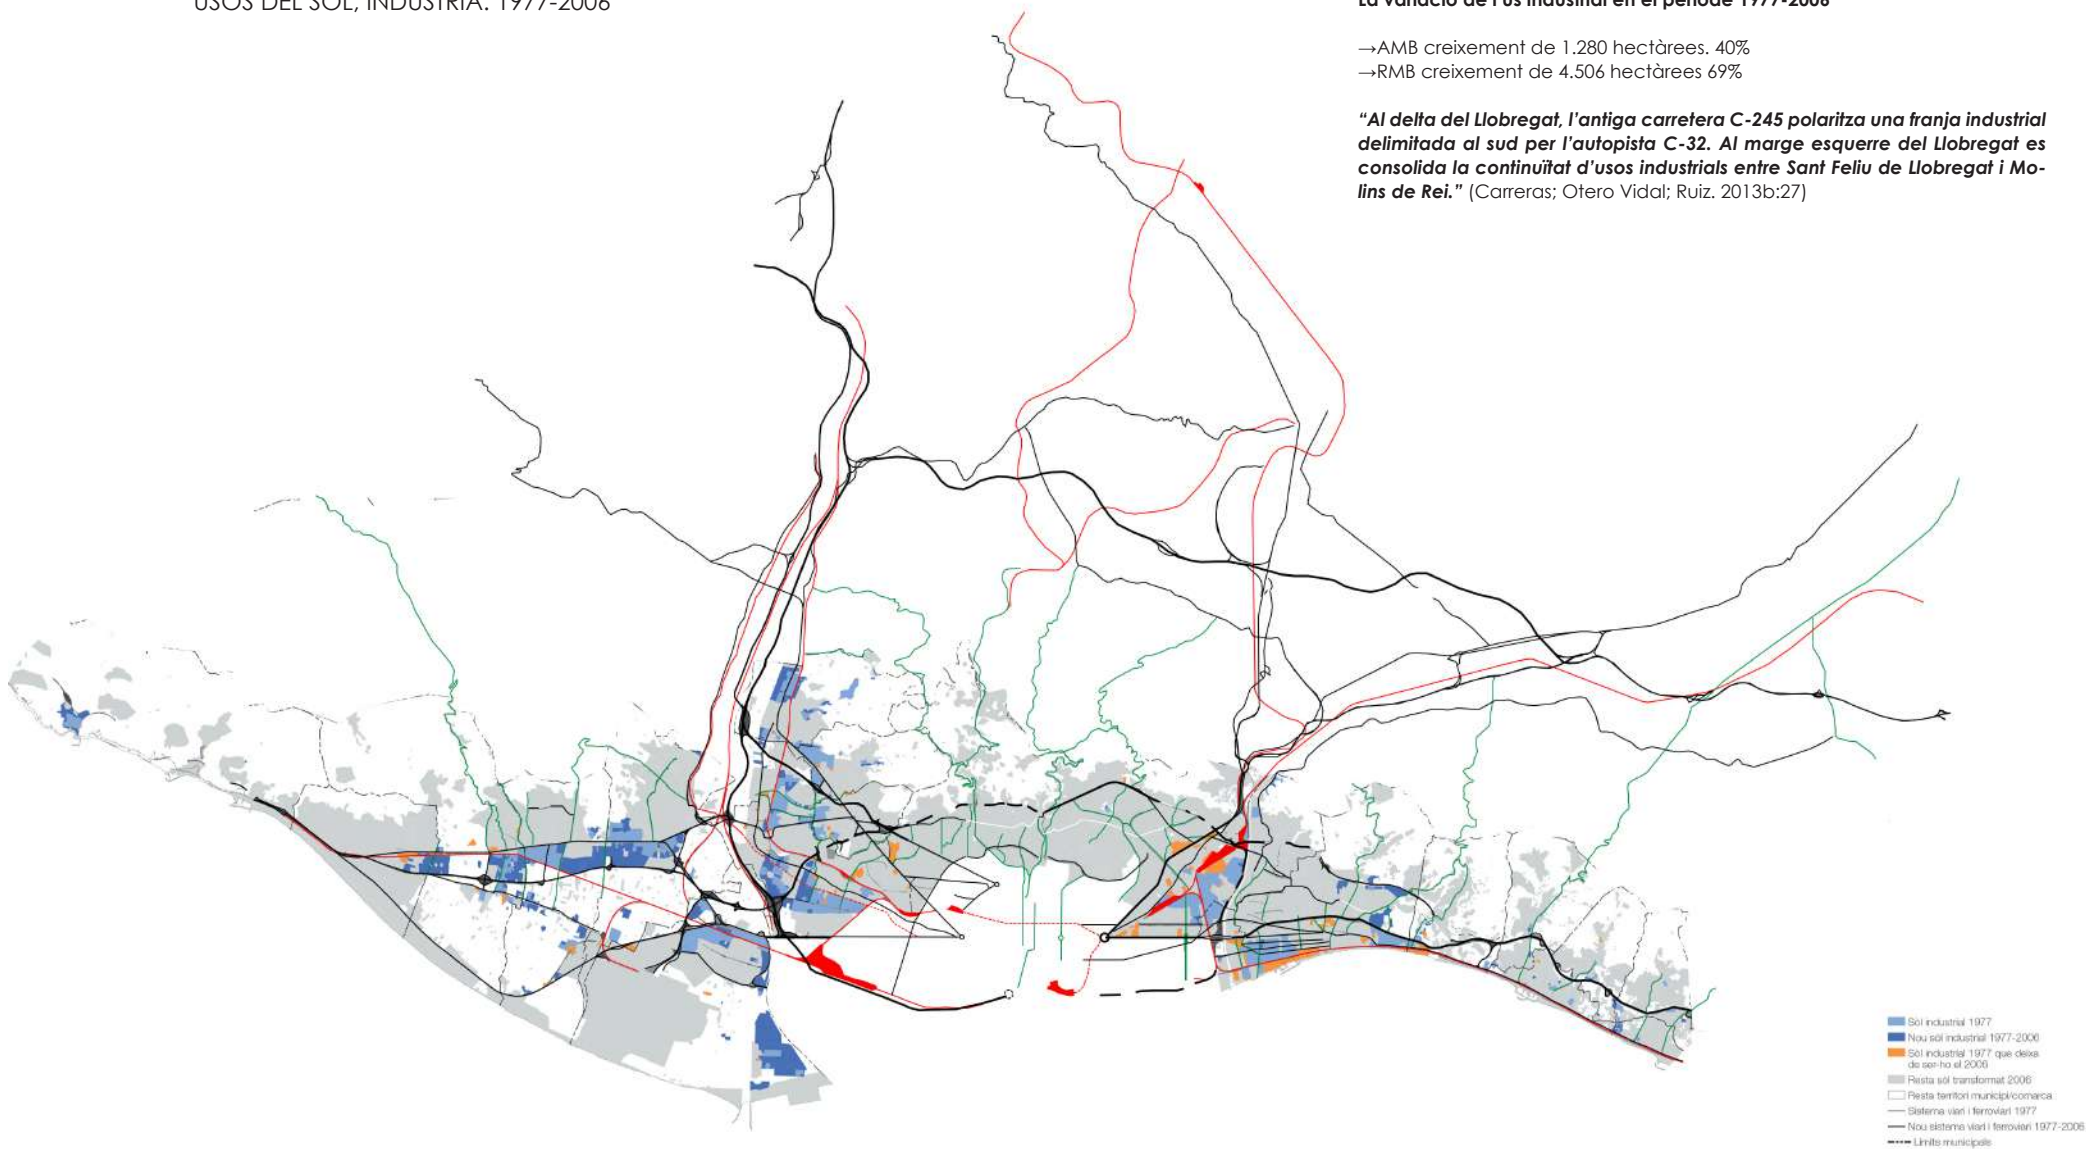 USOS DEL SÒL, INDÚSTRIA. 1977-2006
La variació de l'ús industrial en el període 1977-2006
→AMB creixement de 1.280 hectàrees. 40%
→RMB creixement de 4.506 hectàrees 69%
“Al delta del Llobregat, l’antiga carretera C-245 polaritza una franja industrial
delimitada al sud per l’autopista C-32. Al marge esquerre del Llobregat es
consolida la continuïtat d’usos industrials entre Sant Feliu de Llobregat i Mo-
lins de Rei.” (Carreras; Otero Vidal; Ruiz. 2013b:27)
Sòl industrial 1977
Nou sòl industrial 1977-2006
Sòl industrial 1977 que deixa
de ser-ho el 2006
Resta sòl transformat 2006
Resta territori municipi/comarca
Sistema viari i ferroviari 1977
Nou sistema viari i ferroviari 1977-2006
Límits municipals